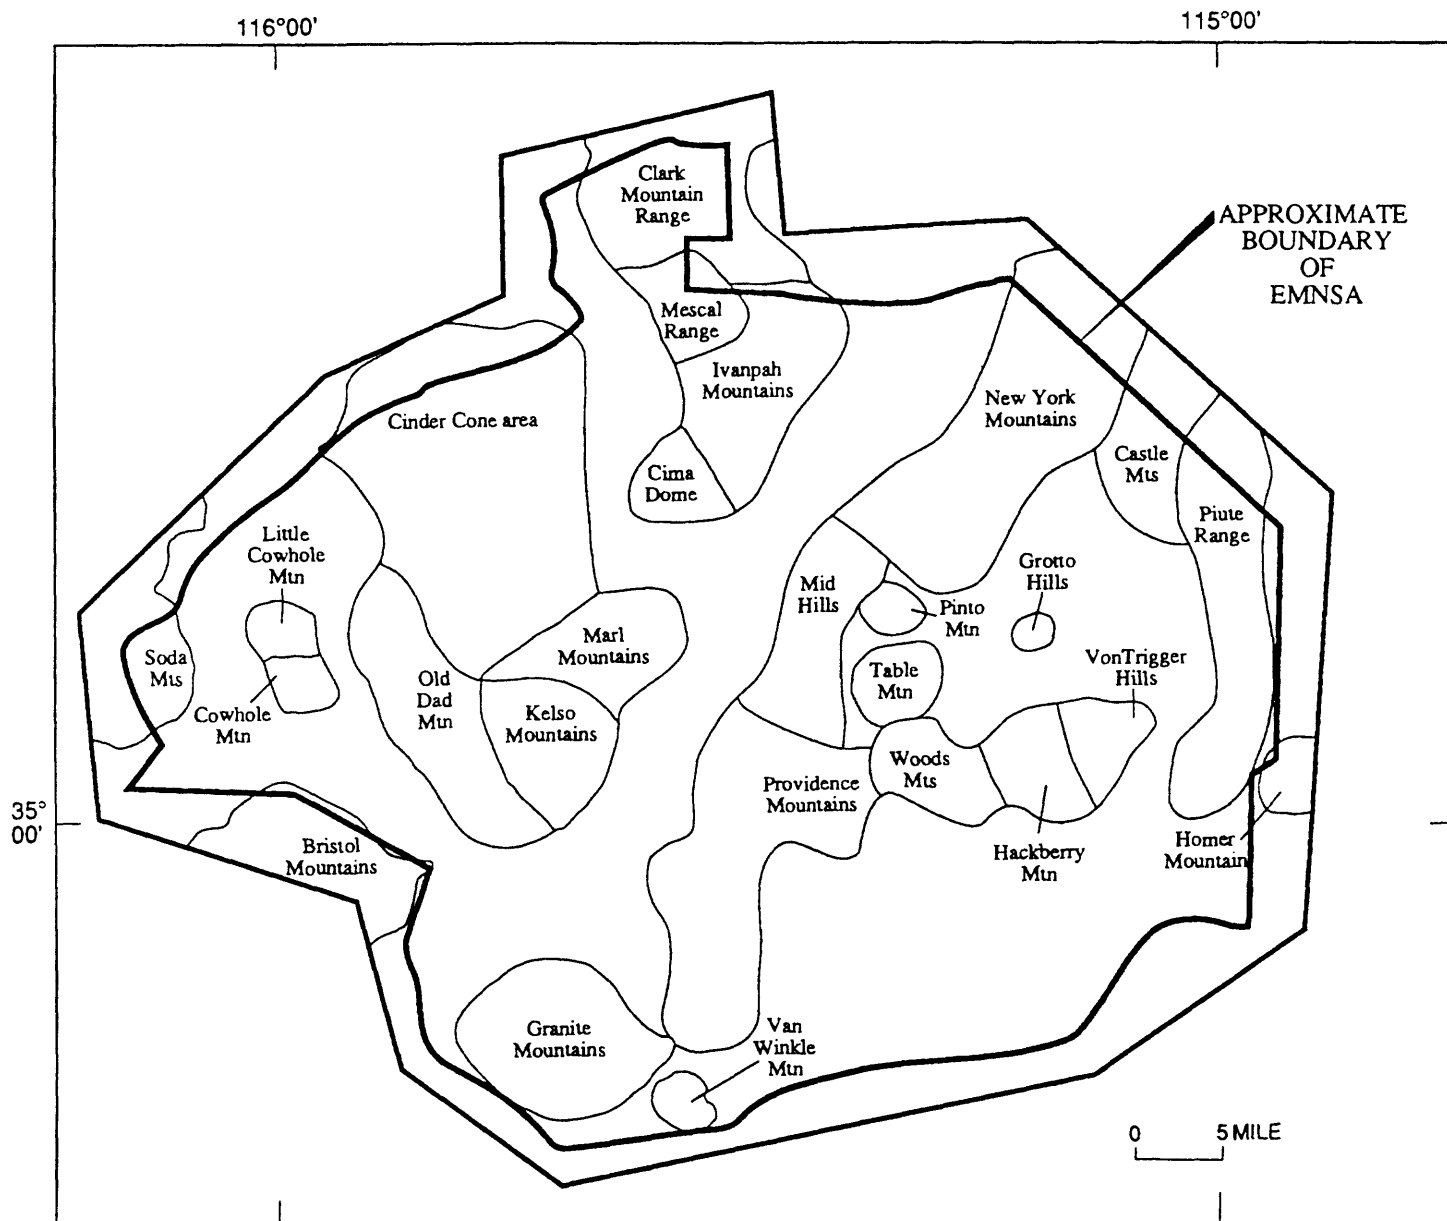 116°00'
115°00'
Clark
Mountain
Range
APPROXIMATE
BOUNDARY
OF
EMNSA
Mescal
Range
Ivanpah
Mountains
New York
Mountains
Cinder Cone area
Castle
Mts
Cima
Dome
Piute
Range
Little
Cowhole
Mtn
Grotto
Hills
Mid
Hills
Pinto
Mtn
Marl
Mountains
Soda
Mts
VonTrigger
Hills
Table
Mtn
Old
Dad
Mtn
Cowhole
Mtn
Kelso
Mountains
Woods
Mts
Providence
Mountains
35°
00'
Bristol
Mountains
Hackberry
Mtn
Homer
Mountain
Granite
Mountains
Van
Winkle
Mtn
0 5 MILE